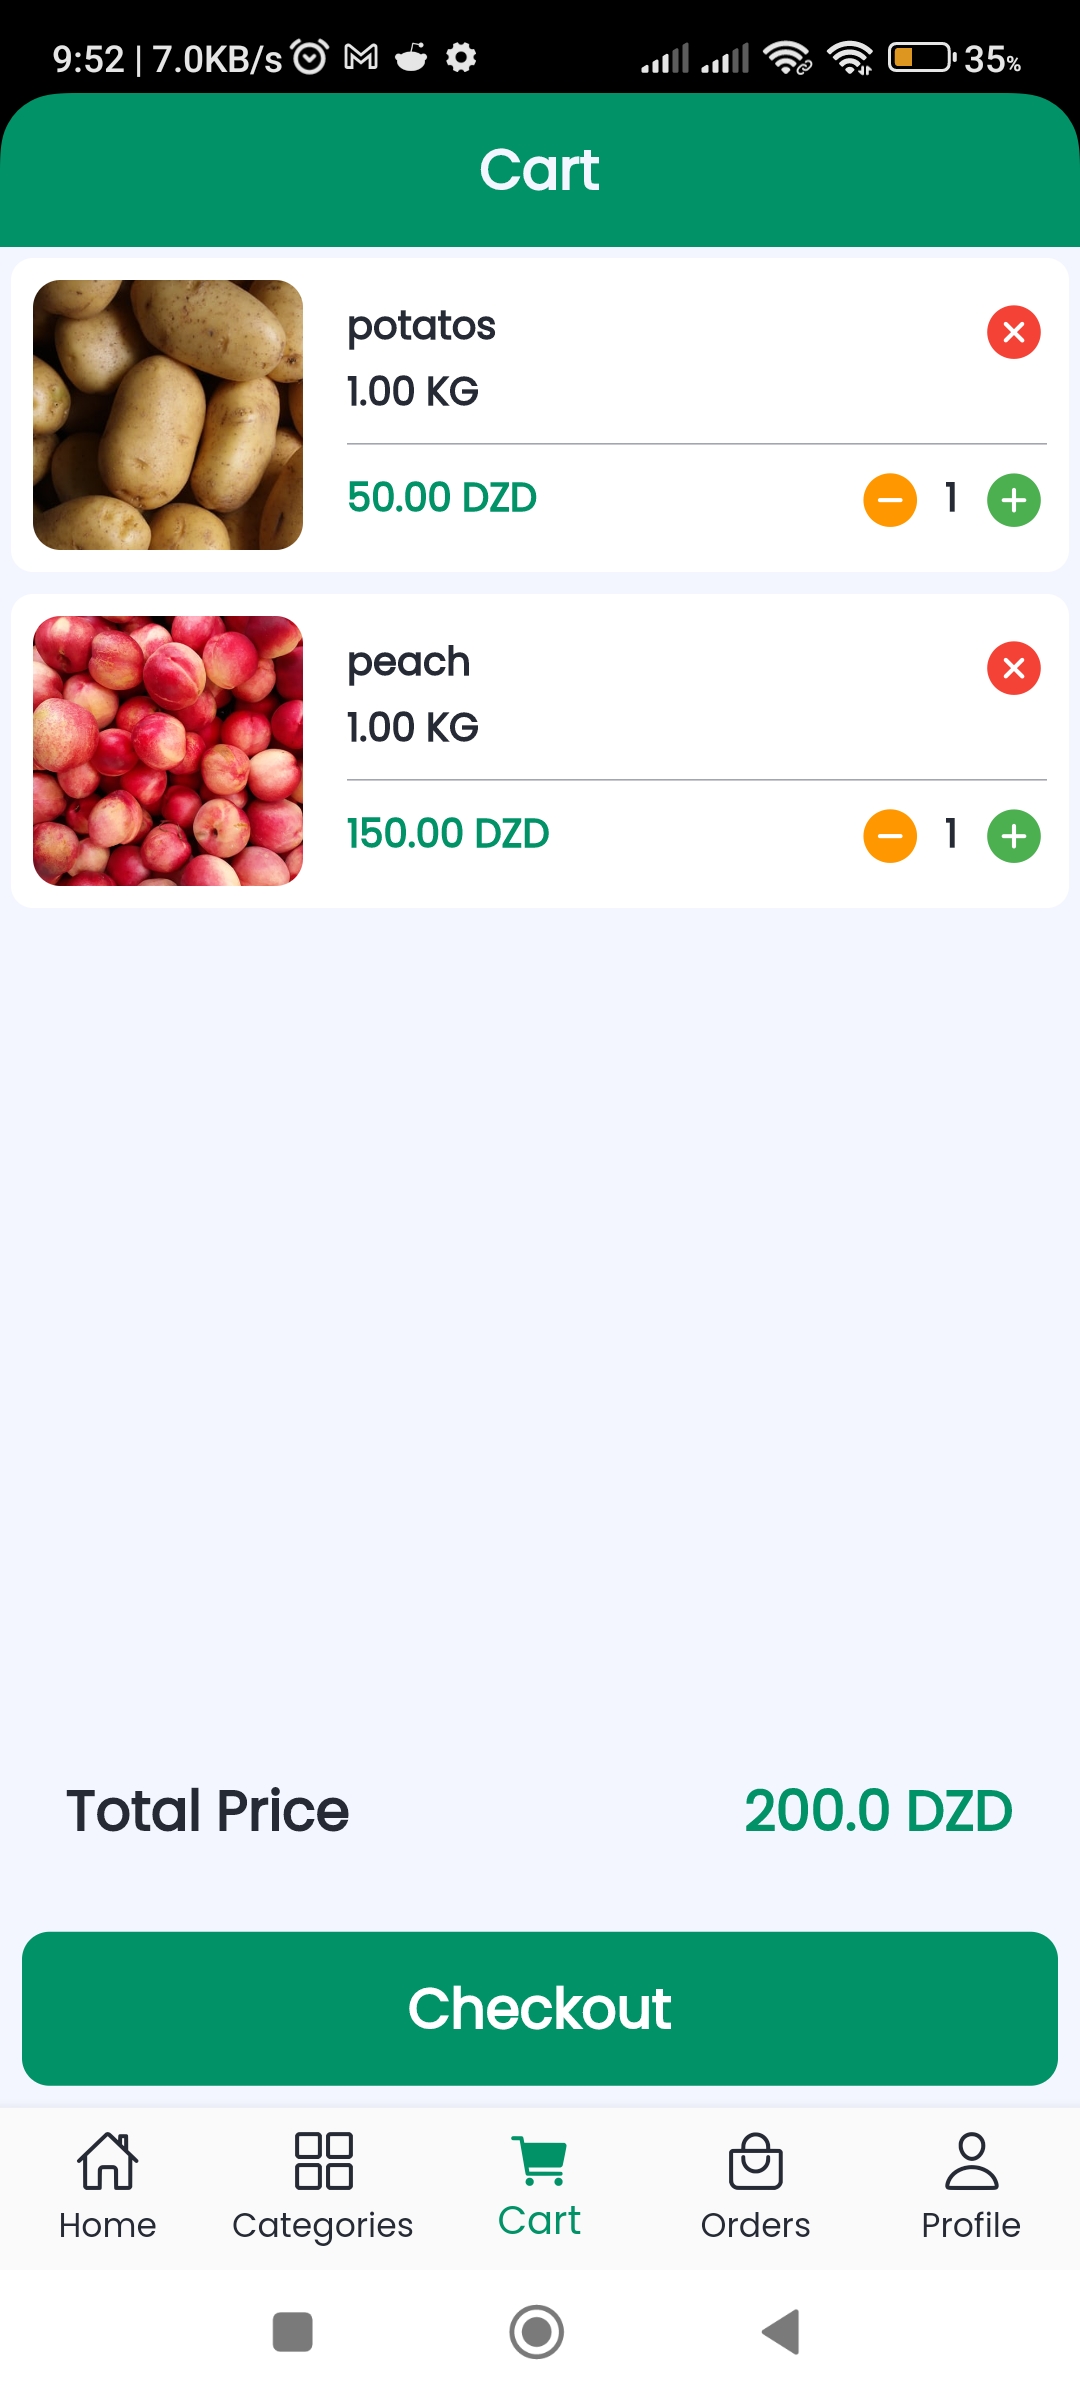 9:52 | 7.0KB/s 35%
Cart
potatos
1.00 KG
50.00 DZD 1
peach
1.00 KG
150.00 DZD 1
Total Price 200.0 DZD
Checkout
Home Categories Cart Orders Profile